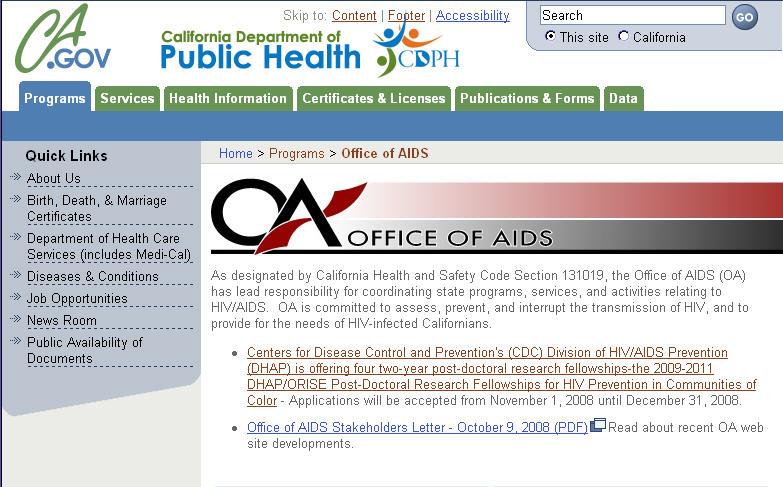 Skip to: Content | Footer | Accessibility
Search
GO
This site
California
CA
.GOV
California Department of
Public Health
CDPH
Programs
Services
Health Information
Certificates & Licenses
Publications & Forms
Data
Quick Links
About Us
Birth, Death, & Marriage
Certificates
Department of Health Care
Services (includes Medi-Cal)
Diseases & Conditions
Job Opportunities
News Room
Public Availability of
Documents
Home > Programs > Office of AIDS
OA
OFFICE OF AIDS
As designated by California Health and Safety Code Section 131019, the Office of AIDS (OA)
has lead responsibility for coordinating state programs, services, and activities relating to
HIV/AIDS.  OA is committed to assess, prevent, and interrupt the transmission of HIV, and to
provide for the needs of HIV-infected Californians.
Centers for Disease Control and Prevention's (CDC) Division of HIV/AIDS Prevention
(DHAP) is offering four two-year post-doctoral research fellowships-the 2009-2011
DHAP/ORISE Post-Doctoral Research Fellowships for HIV Prevention in Communities of
Color - Applications will be accepted from November 1, 2008 until December 31, 2008.
Office of AIDS Stakeholders Letter - October 9, 2008 (PDF) Read about recent OA web
site developments.